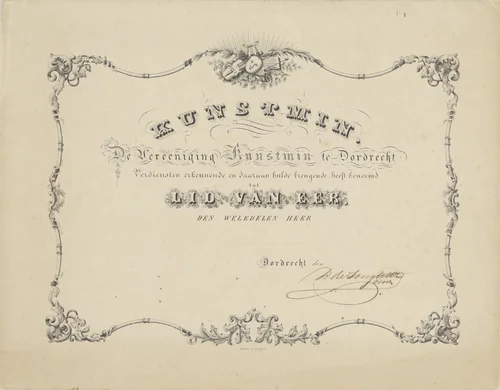 KUNSTMIN,
De Vereeniging Kunstmin te Dordrecht
Verdiensten erkennende en daaraan hulde brengende, heeft benoemd
tot
LID VAN EER
DEN WELEDELEN HEER
Dordrecht den